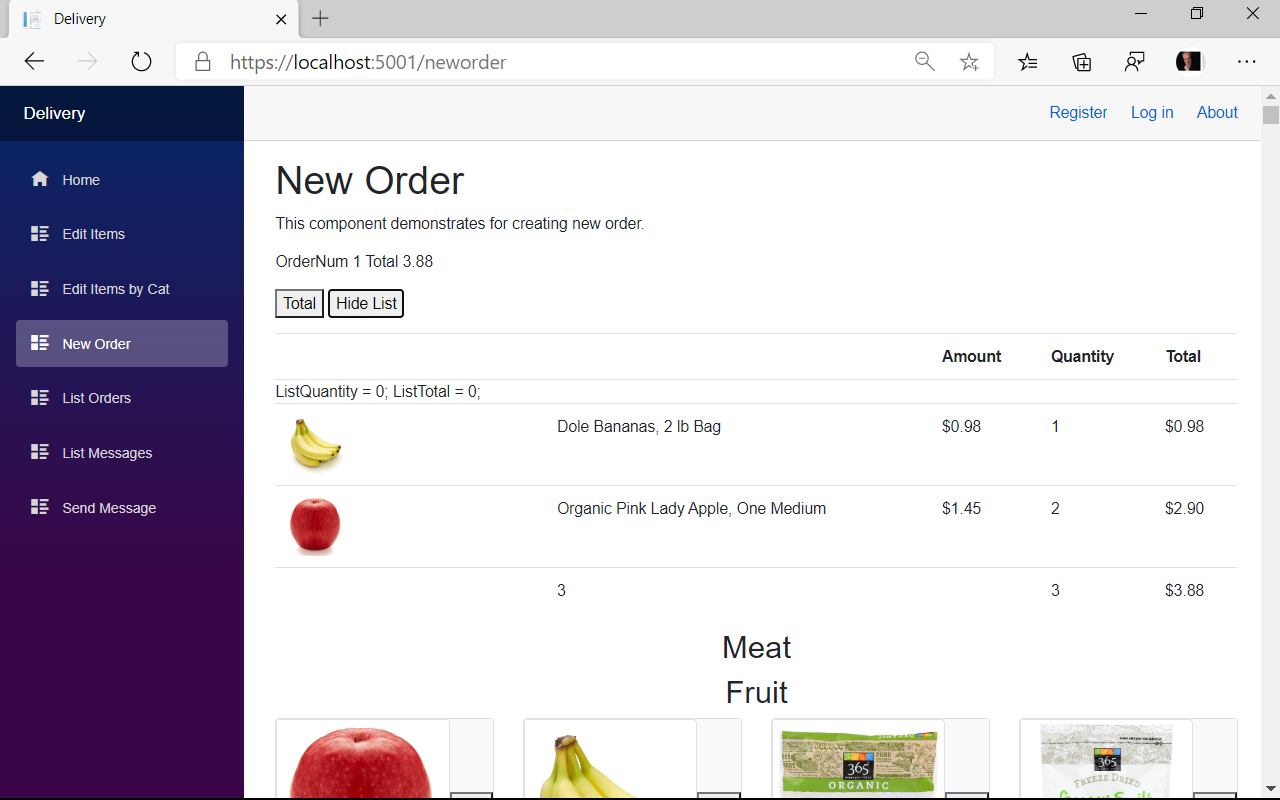 Delivery
https://localhost:5001/neworder
Delivery
Register Log in About
Home
Edit Items
Edit Items by Cat
New Order
List Orders
List Messages
Send Message
New Order
This component demonstrates for creating new order.
OrderNum 1 Total 3.88
Total Hide List
Amount Quantity Total
ListQuantity = 0; ListTotal = 0;
Dole Bananas, 2 lb Bag $0.98 1 $0.98
Organic Pink Lady Apple, One Medium $1.45 2 $2.90
3 3 $3.88
Meat
Fruit
365
ORGANIC
365
FREEZE DRIED